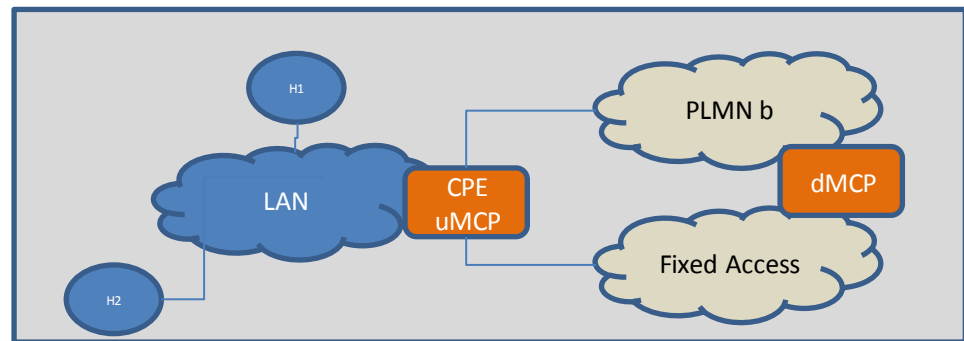 H1
PLMN b
LAN
CPE
uMCP
dMCP
Fixed Access
H2